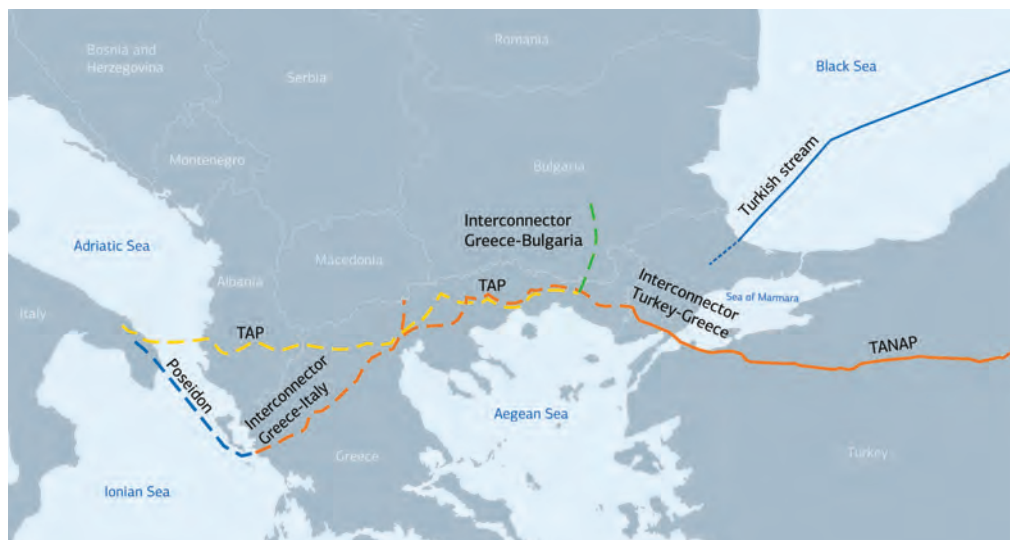 Bosnia and
Herzegovina
Romania
Serbia
Black Sea
Montenegro
Bulgaria
Turkish stream
Adriatic Sea
Interconnector
Greece-Bulgaria
Macedonia
Albania
TAP
Interconnector
Turkey-Greece
Sea of Marmara
Italy
TAP
TANAP
Poseidon
Interconnector
Greece-Italy
Aegean Sea
Greece
Turkey
Ionian Sea